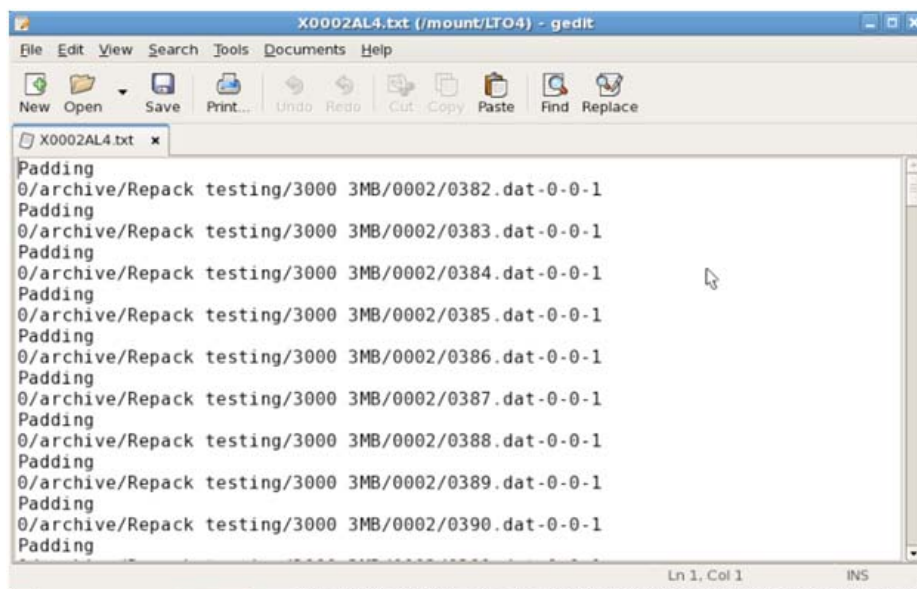 X0002AL4.txt (/mount/LTO4) - gedit
File Edit View Search Tools Documents Help
New Open Save Print... Undo Redo Cut Copy Paste Find Replace
X0002AL4.txt
Padding
0/archive/Repack testing/3000 3MB/0002/0382.dat-0-0-1
Padding
0/archive/Repack testing/3000 3MB/0002/0383.dat-0-0-1
Padding
0/archive/Repack testing/3000 3MB/0002/0384.dat-0-0-1
Padding
0/archive/Repack testing/3000 3MB/0002/0385.dat-0-0-1
Padding
0/archive/Repack testing/3000 3MB/0002/0386.dat-0-0-1
Padding
0/archive/Repack testing/3000 3MB/0002/0387.dat-0-0-1
Padding
0/archive/Repack testing/3000 3MB/0002/0388.dat-0-0-1
Padding
0/archive/Repack testing/3000 3MB/0002/0389.dat-0-0-1
Padding
0/archive/Repack testing/3000 3MB/0002/0390.dat-0-0-1
Padding
Ln 1, Col 1 INS